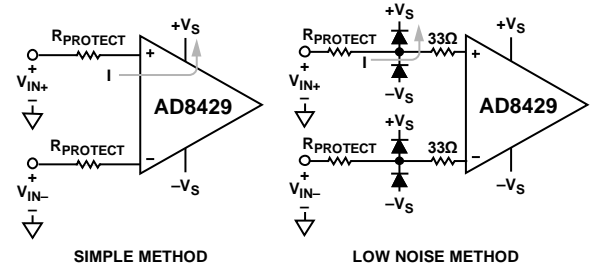 +VS
RPROTECT
+
I
VIN+
+
–
AD8429
RPROTECT
–
+
VIN–
–
–VS
SIMPLE METHOD
+VS
RPROTECT
33Ω
+VS
+
I
VIN+
+
–
–VS
AD8429
+VS
RPROTECT
33Ω
–
+
VIN–
–
–VS
–VS
LOW NOISE METHOD